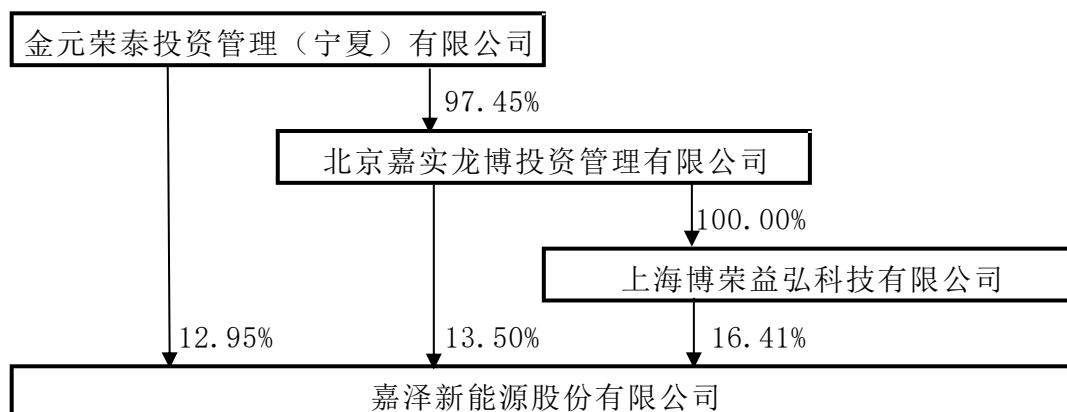 金元荣泰投资管理（宁夏）有限公司
97.45%
北京嘉实龙博投资管理有限公司
100.00%
上海博荣益弘科技有限公司
12.95%
13.50%
16.41%
嘉泽新能源股份有限公司